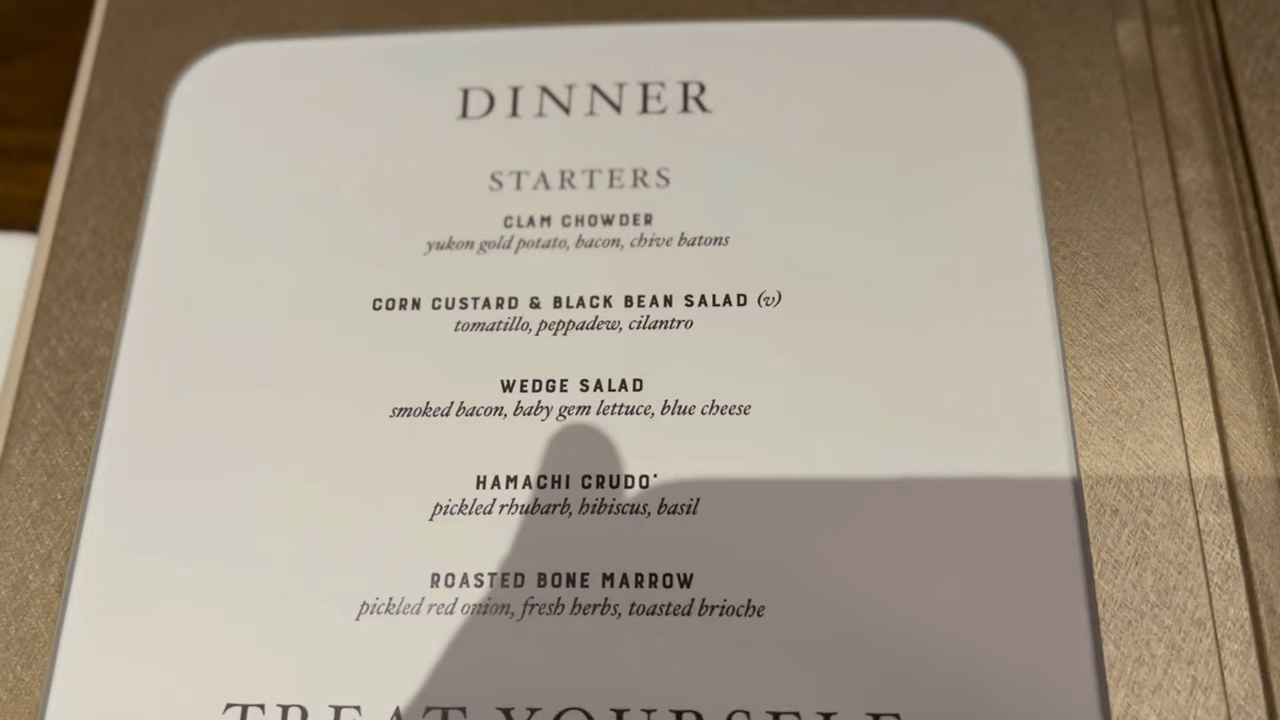 DINNER
STARTERS
CLAM CHOWDER
yukon gold potato, bacon, chive batons
CORN CUSTARD & BLACK BEAN SALAD (v)
tomatillo, peppadew, cilantro
WEDGE SALAD
smoked bacon, baby gem lettuce, blue cheese
HAMACHI CRUDO*
pickled rhubarb, hibiscus, basil
ROASTED BONE MARROW
pickled red onion, fresh herbs, toasted brioche
TREAT YOURSELF